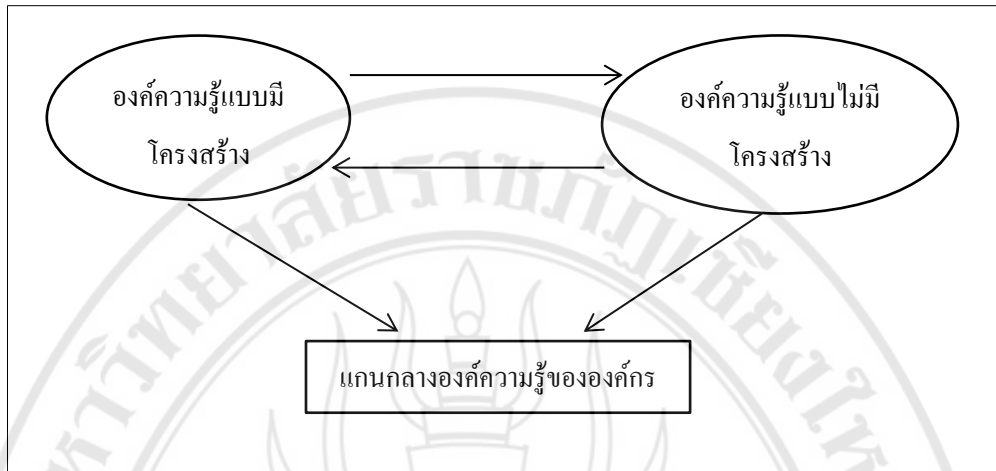 องค์ความรู้แบบมี
โครงสร้าง
องค์ความรู้แบบไม่มี
โครงสร้าง
แกนกลางองค์ความรู้ขององค์กร